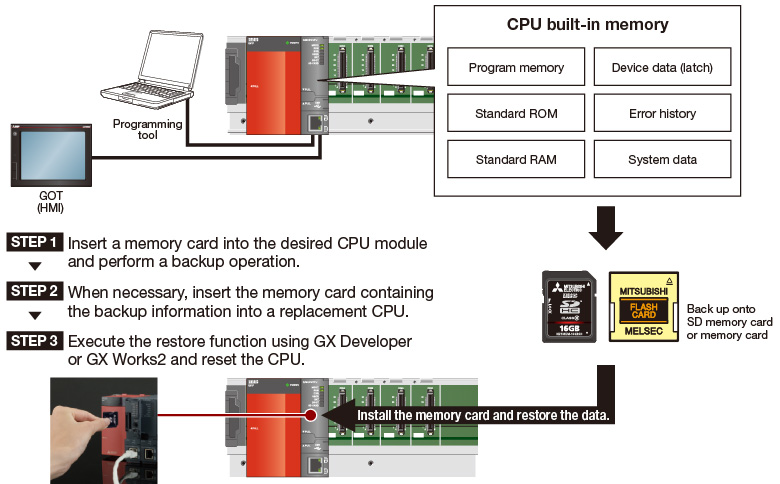 CPU built-in memory
Program memory
Device data (latch)
Standard ROM
Error history
Standard RAM
System data
Programming
tool
GOT
(HMI)
STEP 1 Insert a memory card into the desired CPU module
and perform a backup operation.
STEP 2 When necessary, insert the memory card containing
the backup information into a replacement CPU.
STEP 3 Execute the restore function using GX Developer
or GX Works2 and reset the CPU.
MITSUBISHI
ELECTRIC
SD
HC
16GB
MITSUBISHI
FLASH
CARD
MELSEC
Back up onto
SD memory card
or memory card
Install the memory card and restore the data.